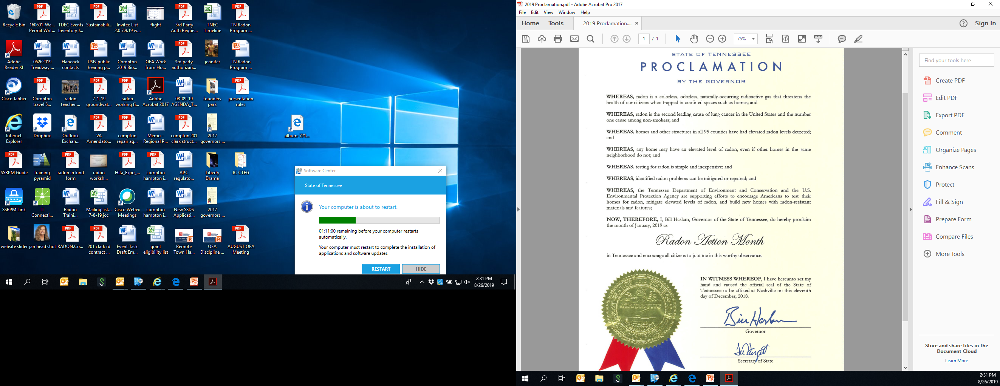 Recycle Bin
160601_Wa...
Permit Writ...
TDEC Events
Inventory J...
Sustainabili...
Invitee List
2.0 7.9.19 w...
flight
3rd Party
Auth Reque...
TNEC
Timeline
TN Radon
Program ...
Adobe
Reader XI
06262019
Treadway ...
Hancock
contacts
USN public
hearing p...
Compton
2019 Bio...
OEA Work
from Ho...
3rd party
authorizari...
jennifer
TN Radon
Program ...
Cisco Jabber
Compton
travel 5...
radon
teacher ...
7_1_19
groundwat...
radon
working fi...
Adobe
Acrobat 2017
08-09-19
AGENDA_T...
founders
park
presentation
rules
Internet
Explorer
Dropbox
Outlook
Exchan...
VA
Amendato...
compton
repair ag...
Memo -
Regional P...
compton 201
clark struct...
2017
governors ...
album-721...
SSRPM Guide
training
pyramid
radon in kind
form
radon
worksh...
Hita_Expo_...
compton
hampton i...
APC
regulato...
Liberty
Drama
JC CTEG
SSRPM Link
IT
Connecti...
Radon
Traini...
MailingList...
7-8-19 jcc
Cisco Webex
Meetings
compton
hampton i...
New SSDS
Applicati...
2017
governors ...
website slider
jan head shot
RADON.Co...
201 clark rd
contract ...
Event Task
Draft Em...
grant
eligibility list
Remote
Town Ha...
OEA
Discipline ...
AUGUST OEA
Meeting
Software Center
State of Tennessee
Your computer is about to restart.
01:11:00 remaining before your computer restarts
automatically.
Your computer must restart to complete the installation of
applications and software updates.
RESTART
HIDE
2:31 PM
8/26/2019
2019 Proclamation.pdf - Adobe Acrobat Pro 2017
File Edit View Window Help
Home Tools 2019 Proclamation.... × Sign In
1 / 1 75%
STATE OF TENNESSEE
PROCLAMATION
BY THE GOVERNOR
WHEREAS, radon is a colorless, odorless, naturally-occurring radioactive gas that threatens the
health of our citizens when trapped in confined spaces such as homes; and
WHEREAS, radon is the second leading cause of lung cancer in the United States and the number
one cause among non-smokers; and
WHEREAS, homes and other structures in all 95 counties have had elevated radon levels detected;
and
WHEREAS, any home may have an elevated level of radon, even if other homes in the same
neighborhood do not; and
WHEREAS, testing for radon is simple and inexpensive; and
WHEREAS, identified radon problems can be mitigated or repaired; and
WHEREAS, the Tennessee Department of Environment and Conservation and the U.S.
Environmental Protection Agency are supporting efforts to encourage Americans to test their
homes for radon, mitigate elevated levels of radon, and build new homes with radon-resistant
materials and features;
NOW, THEREFORE, I, Bill Haslam, Governor of the State of Tennessee, do hereby proclaim
the month of January, 2019 as
Radon Action Month
in Tennessee and encourage all citizens to join me in this worthy observance.
AGRICULTURE
COMMERCE
IN WITNESS WHEREOF, I have hereunto set my
hand and caused the official seal of the State of
Tennessee to be affixed at Nashville on this eleventh
day of December, 2018.
Bill Haslam
Governor
Tre Hargett
Secretary of State
Find your tools here
Create PDF
Edit PDF
Export PDF
Comment
Organize Pages
Enhance Scans
Protect
Fill & Sign
Prepare Form
Compare Files
More Tools
Store and share files in the
Document Cloud
Learn More
2:31 PM
8/26/2019